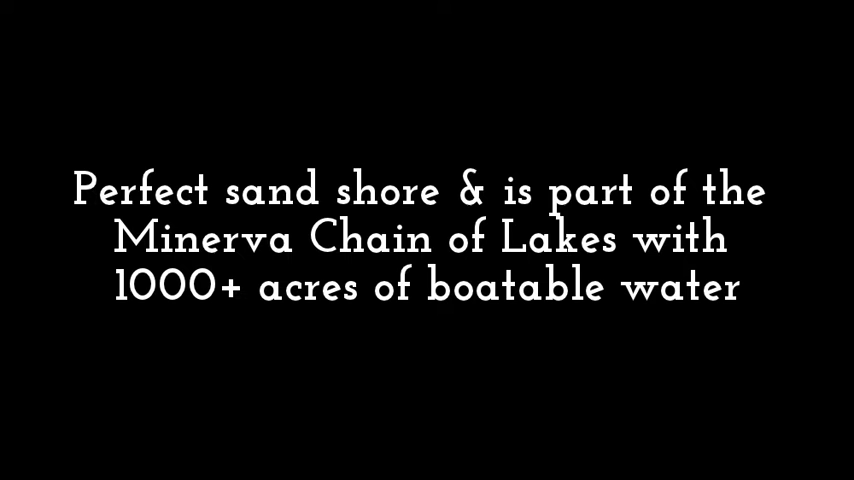 Perfect sand shore & is part of the
Minerva Chain of Lakes with
1000+ acres of boatable water